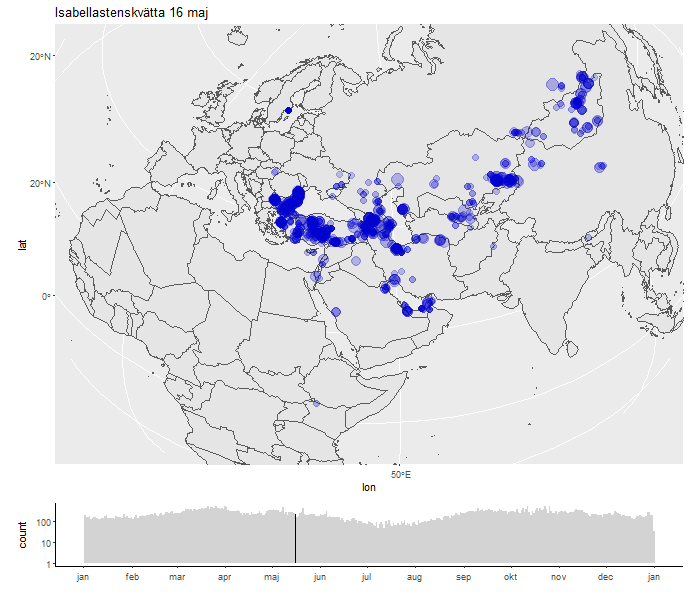 Isabellastenskvätta 16 maj
20°N
20°N
0°
lat
50°E
lon
count
100
10
1
jan feb mar apr maj jun jul aug sep okt nov dec jan